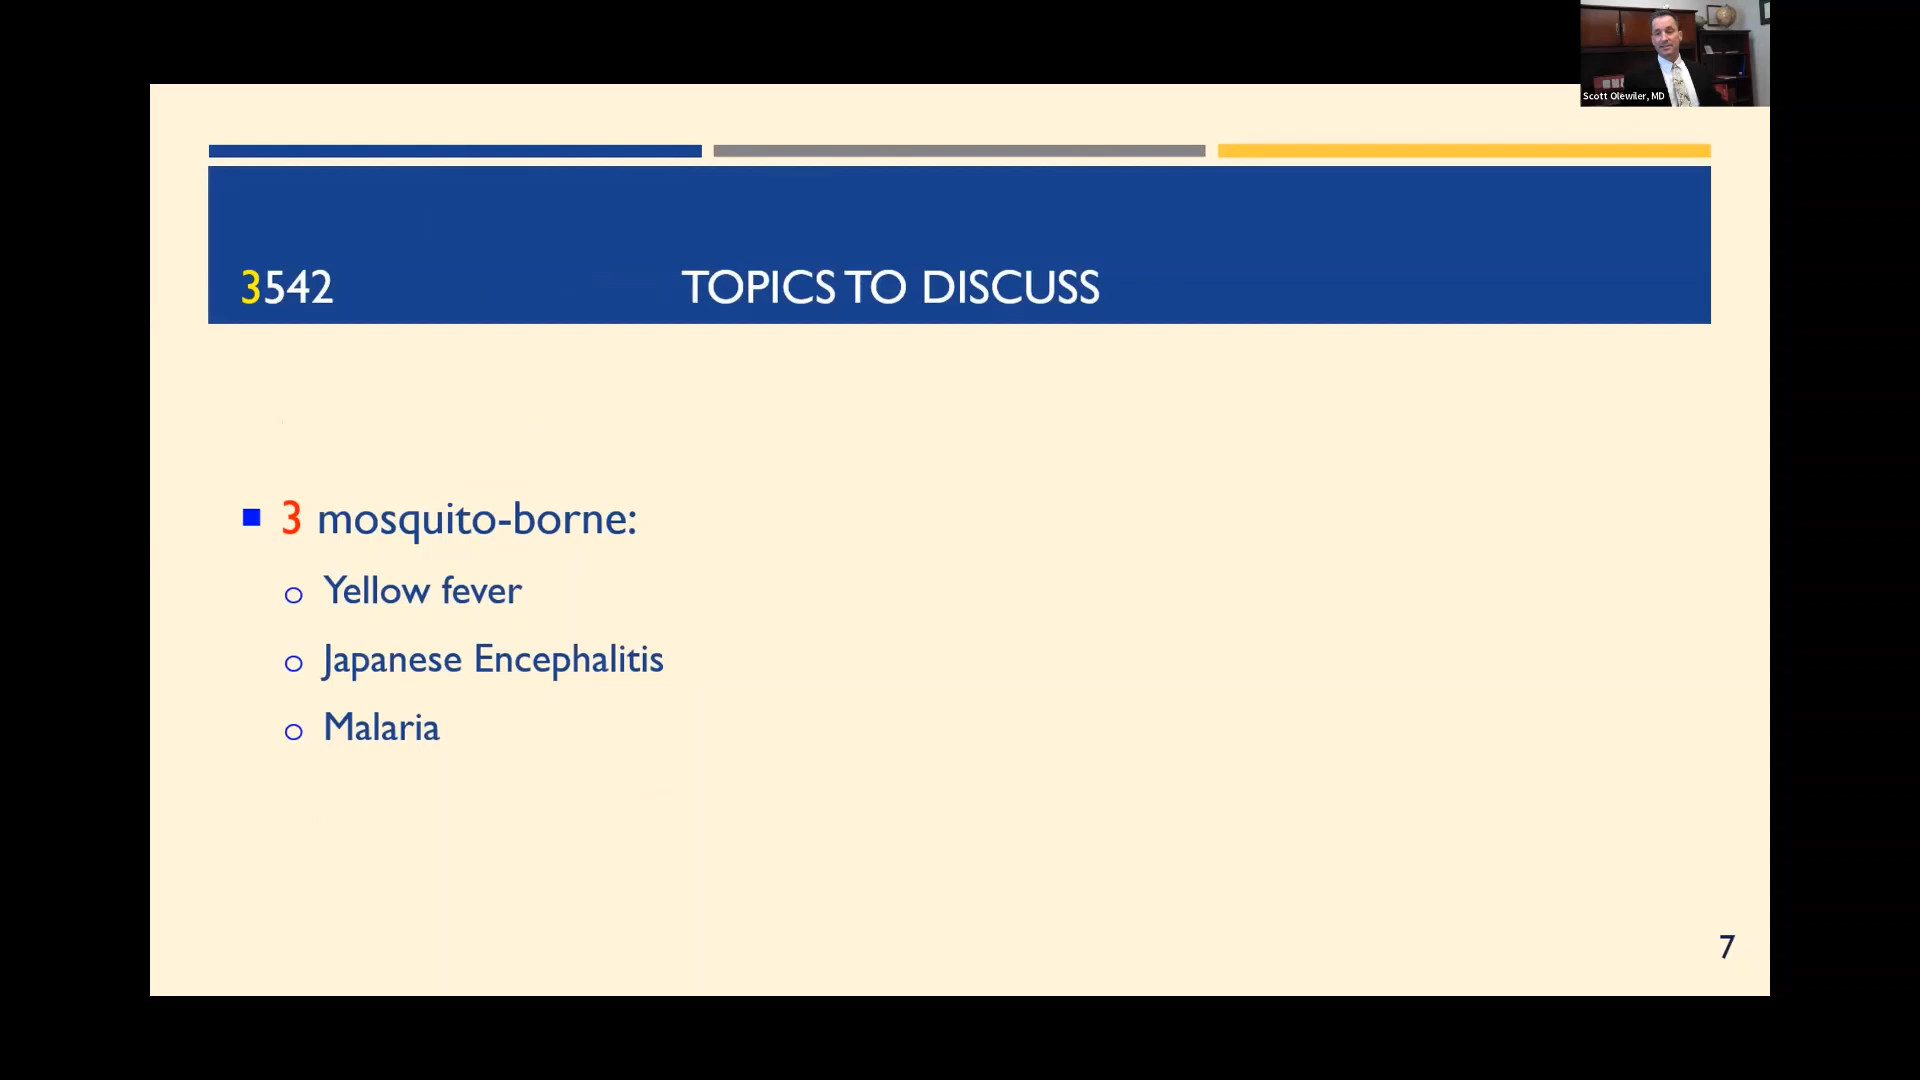 Scott Olewiler, MD
3542 TOPICS TO DISCUSS
3 mosquito-borne:
Yellow fever
Japanese Encephalitis
Malaria
7